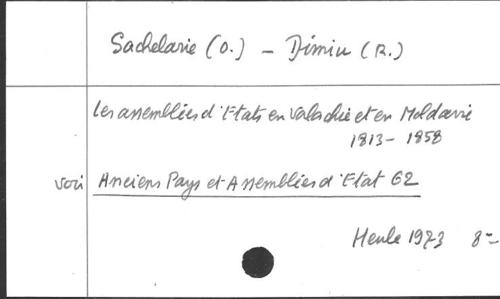 Sachelarie (O.) - Dimiu (R.)
Les assemblées d'Etats en Valachie et en Moldavie
1813 - 1858
voir Anciens Pays et Assemblées d'Etat 62
Heule 1973 8°